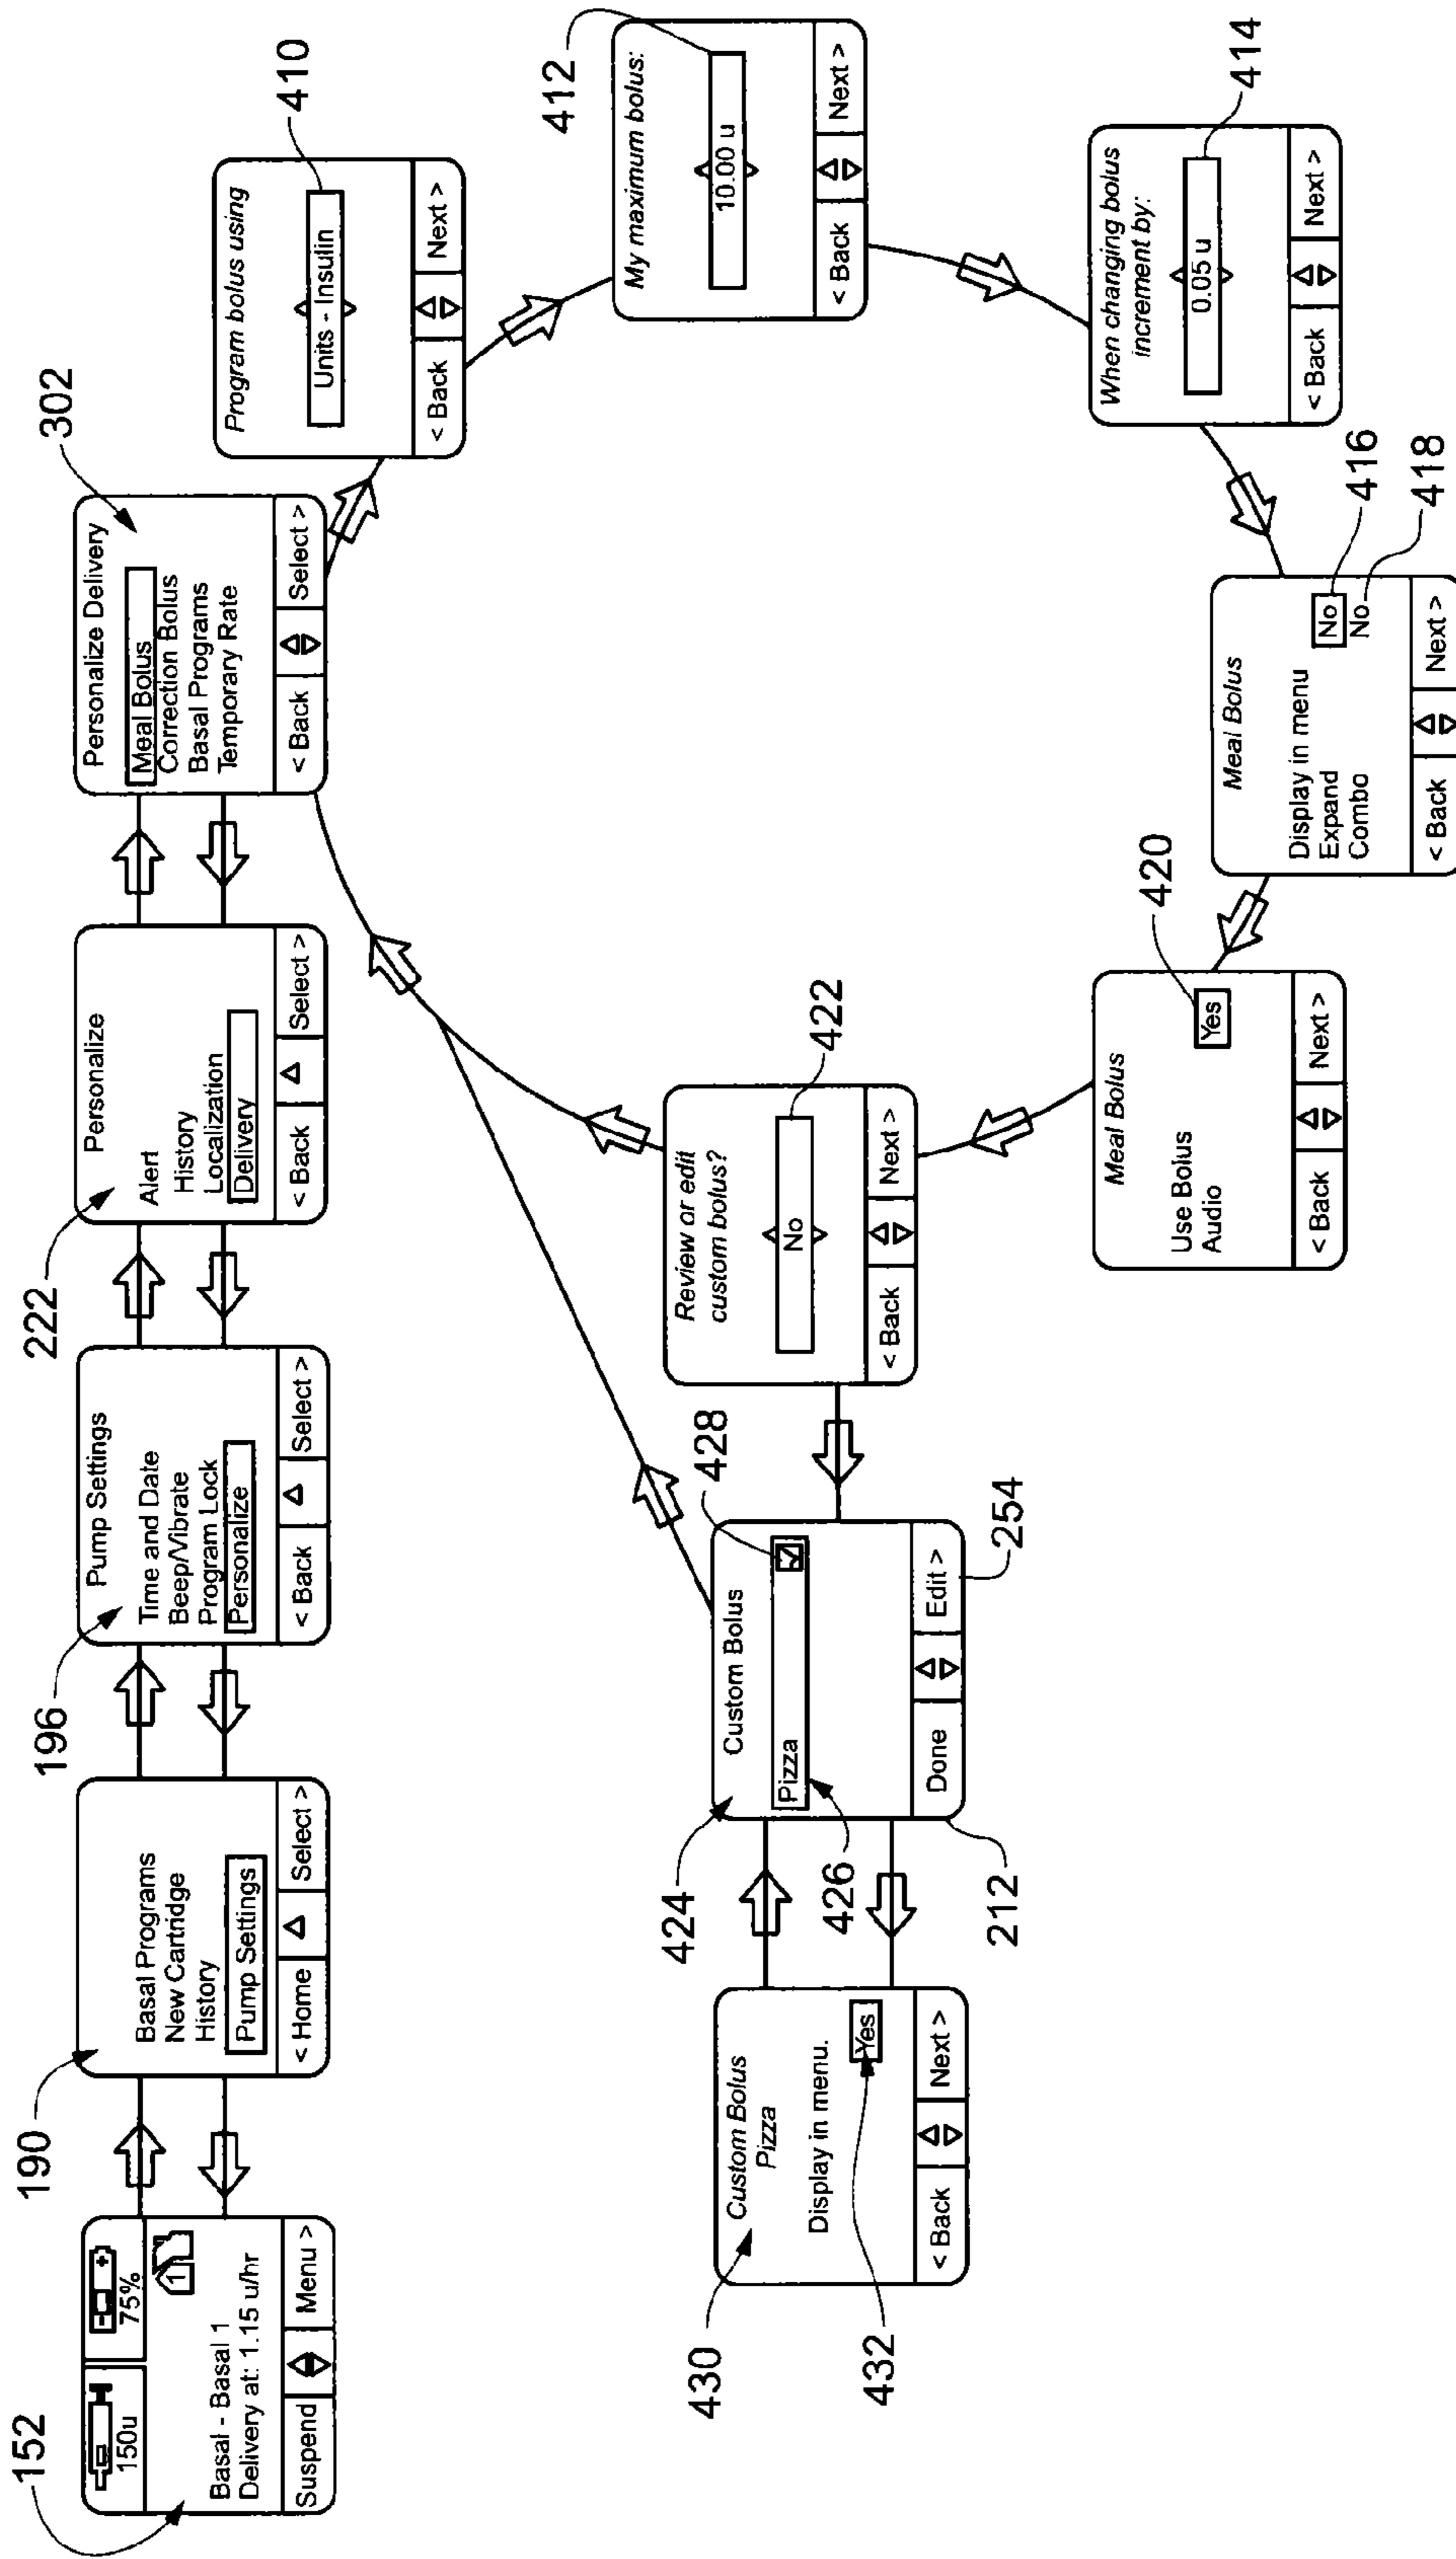 152
150u
75%
1
Basal - Basal 1
Delivery at: 1.15 u/hr
Suspend
Menu >
190
Basal Programs
New Cartridge
History
Pump Settings
< Home
Select >
196
Pump Settings
Time and Date
Beep/Vibrate
Program Lock
Personalize
< Back
Select >
222
Personalize
Alert
History
Localization
Delivery
< Back
Select >
302
Personalize Delivery
Meal Bolus
Correction Bolus
Basal Programs
Temporary Rate
< Back
Select >
410
Program bolus using
Units - Insulin
< Back
Next >
412
My maximum bolus:
10.00 u
< Back
Next >
When changing bolus
increment by:
0.05 u
414
< Back
Next >
Meal Bolus
Display in menu
Expand No
Combo No
416
418
< Back
Next >
420
Meal Bolus
Use Bolus
Audio
Yes
< Back
Next >
422
Review or edit
custom bolus?
No
< Back
Next >
424
428
Custom Bolus
Pizza
426
Done
Edit >
212
254
430
Custom Bolus
Pizza
Display in menu.
Yes
432
< Back
Next >